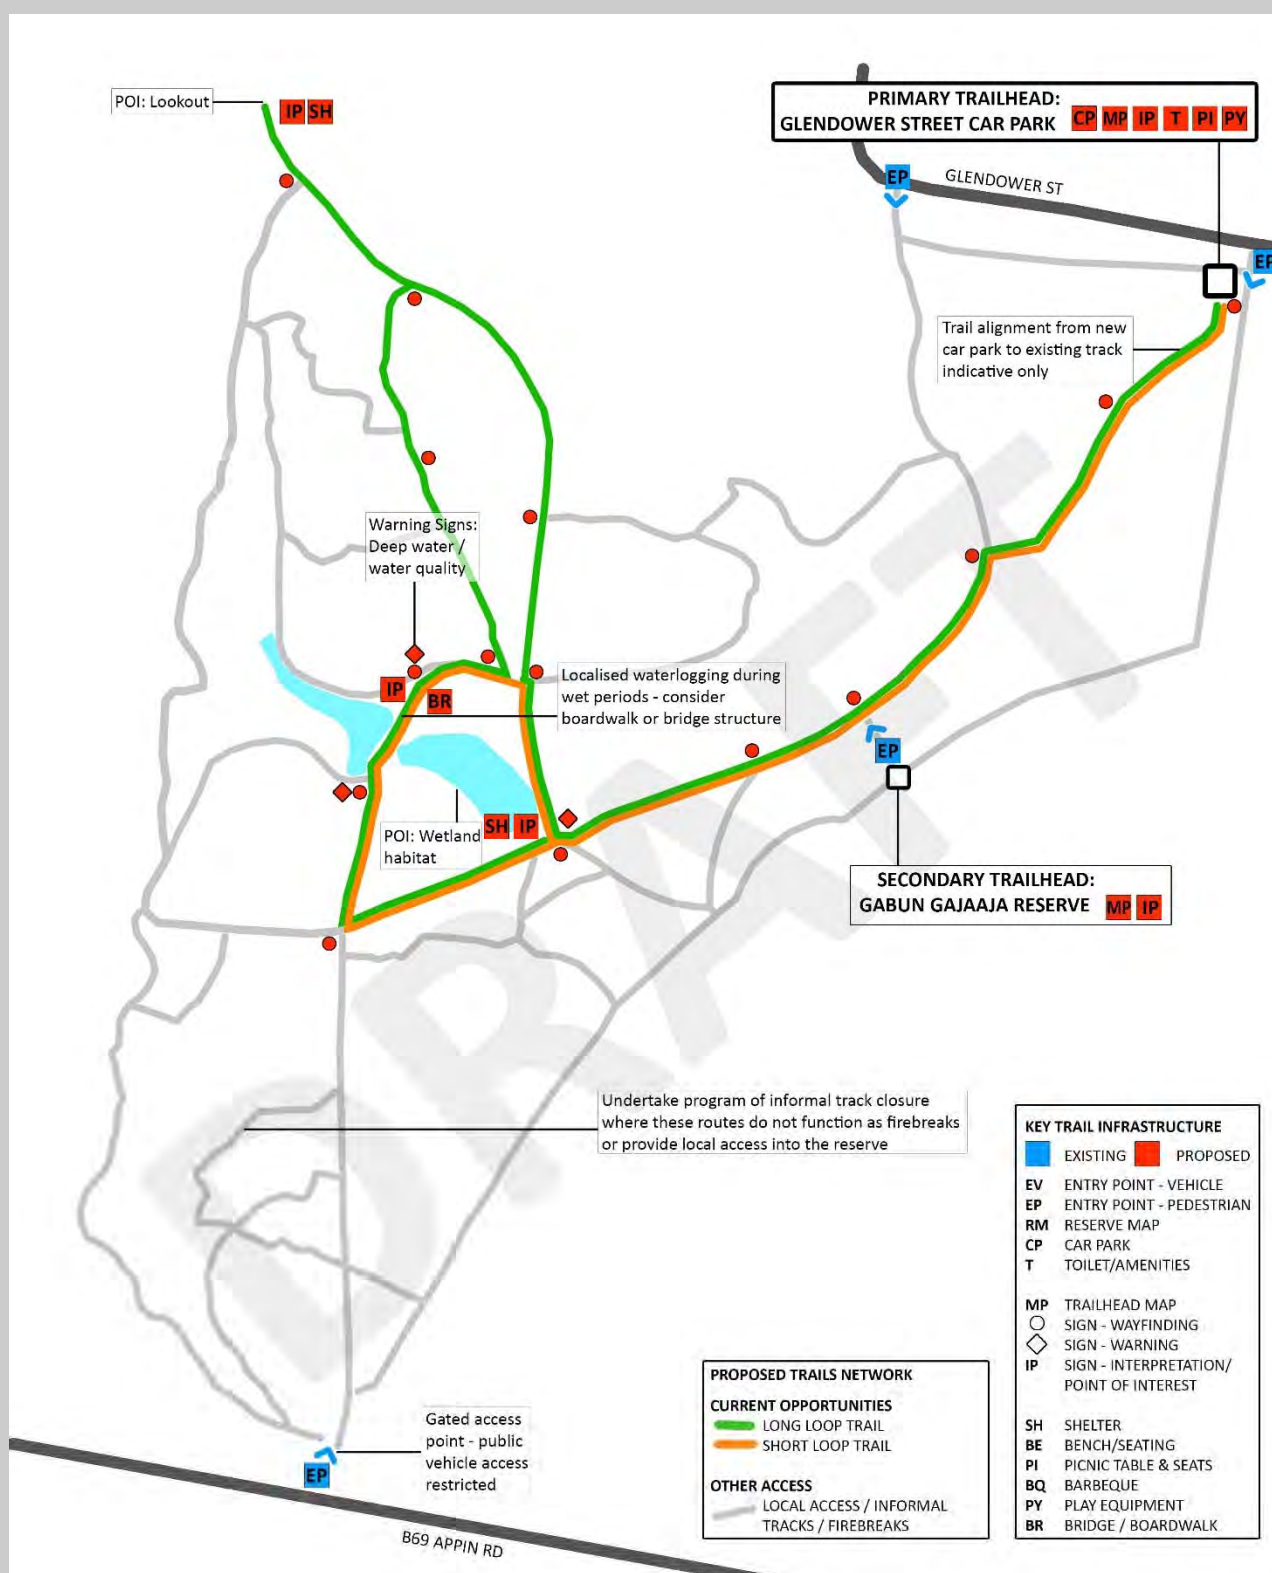 POI: Lookout
IP SH
PRIMARY TRAILHEAD:
GLENDOWER STREET CAR PARK CP MP IP T PI PY
EP
GLENDOWER ST
EP
Trail alignment from new
car park to existing track
indicative only
Warning Signs:
Deep water /
water quality
IP
BR
Localised waterlogging during
wet periods - consider
boardwalk or bridge structure
EP
POI: Wetland
habitat
SH IP
SECONDARY TRAILHEAD:
GABUN GAJAAJA RESERVE MP IP
Undertake program of informal track closure
where these routes do not function as firebreaks
or provide local access into the reserve
Gated access
point - public
vehicle access
restricted
EP
B69 APPIN RD
DRAFT
PROPOSED TRAILS NETWORK
CURRENT OPPORTUNITIES
LONG LOOP TRAIL
SHORT LOOP TRAIL
OTHER ACCESS
LOCAL ACCESS / INFORMAL
TRACKS / FIREBREAKS
KEY TRAIL INFRASTRUCTURE
EXISTING PROPOSED
EV ENTRY POINT - VEHICLE
EP ENTRY POINT - PEDESTRIAN
RM RESERVE MAP
CP CAR PARK
T TOILET/AMENITIES
MP TRAILHEAD MAP
SIGN - WAYFINDING
SIGN - WARNING
IP SIGN - INTERPRETATION/
POINT OF INTEREST
SH SHELTER
BE BENCH/SEATING
PI PICNIC TABLE & SEATS
BQ BARBEQUE
PY PLAY EQUIPMENT
BR BRIDGE / BOARDWALK